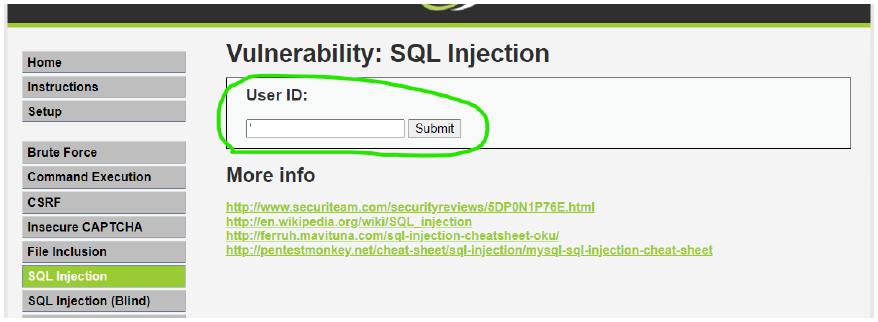 Home
Instructions
Setup
Brute Force
Command Execution
CSRF
Insecure CAPTCHA
File Inclusion
SQL Injection
SQL Injection (Blind)
Vulnerability: SQL Injection
User ID:
' Submit
More info
http://www.securiteam.com/securityreviews/5DP0N1P76E.html
http://en.wikipedia.org/wiki/SQL_injection
http://ferruh.mavituna.com/sql-injection-cheatsheet-oku/
http://pentestmonkey.net/cheat-sheet/sql-injection/mysql-sql-injection-cheat-sheet